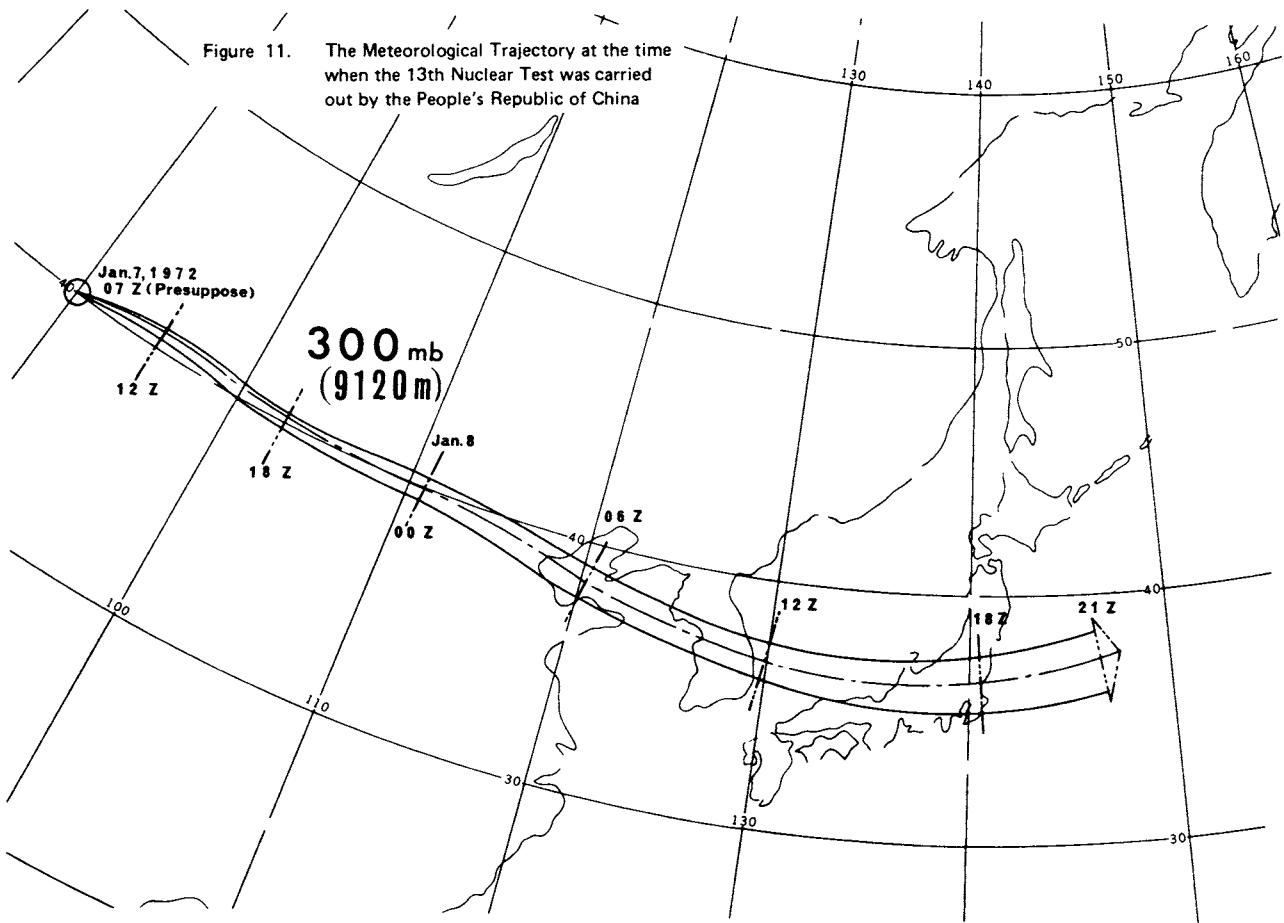 Figure 11. The Meteorological Trajectory at the time
when the 13th Nuclear Test was carried
out by the People's Republic of China
130
140
150
160
40
Jan.7,1972
07 Z (Presuppose)
12 Z
300 mb
(9120m)
18 Z
Jan.8
00 Z
06 Z
40
50
12 Z
18 Z
21 Z
40
100
110
30
130
30